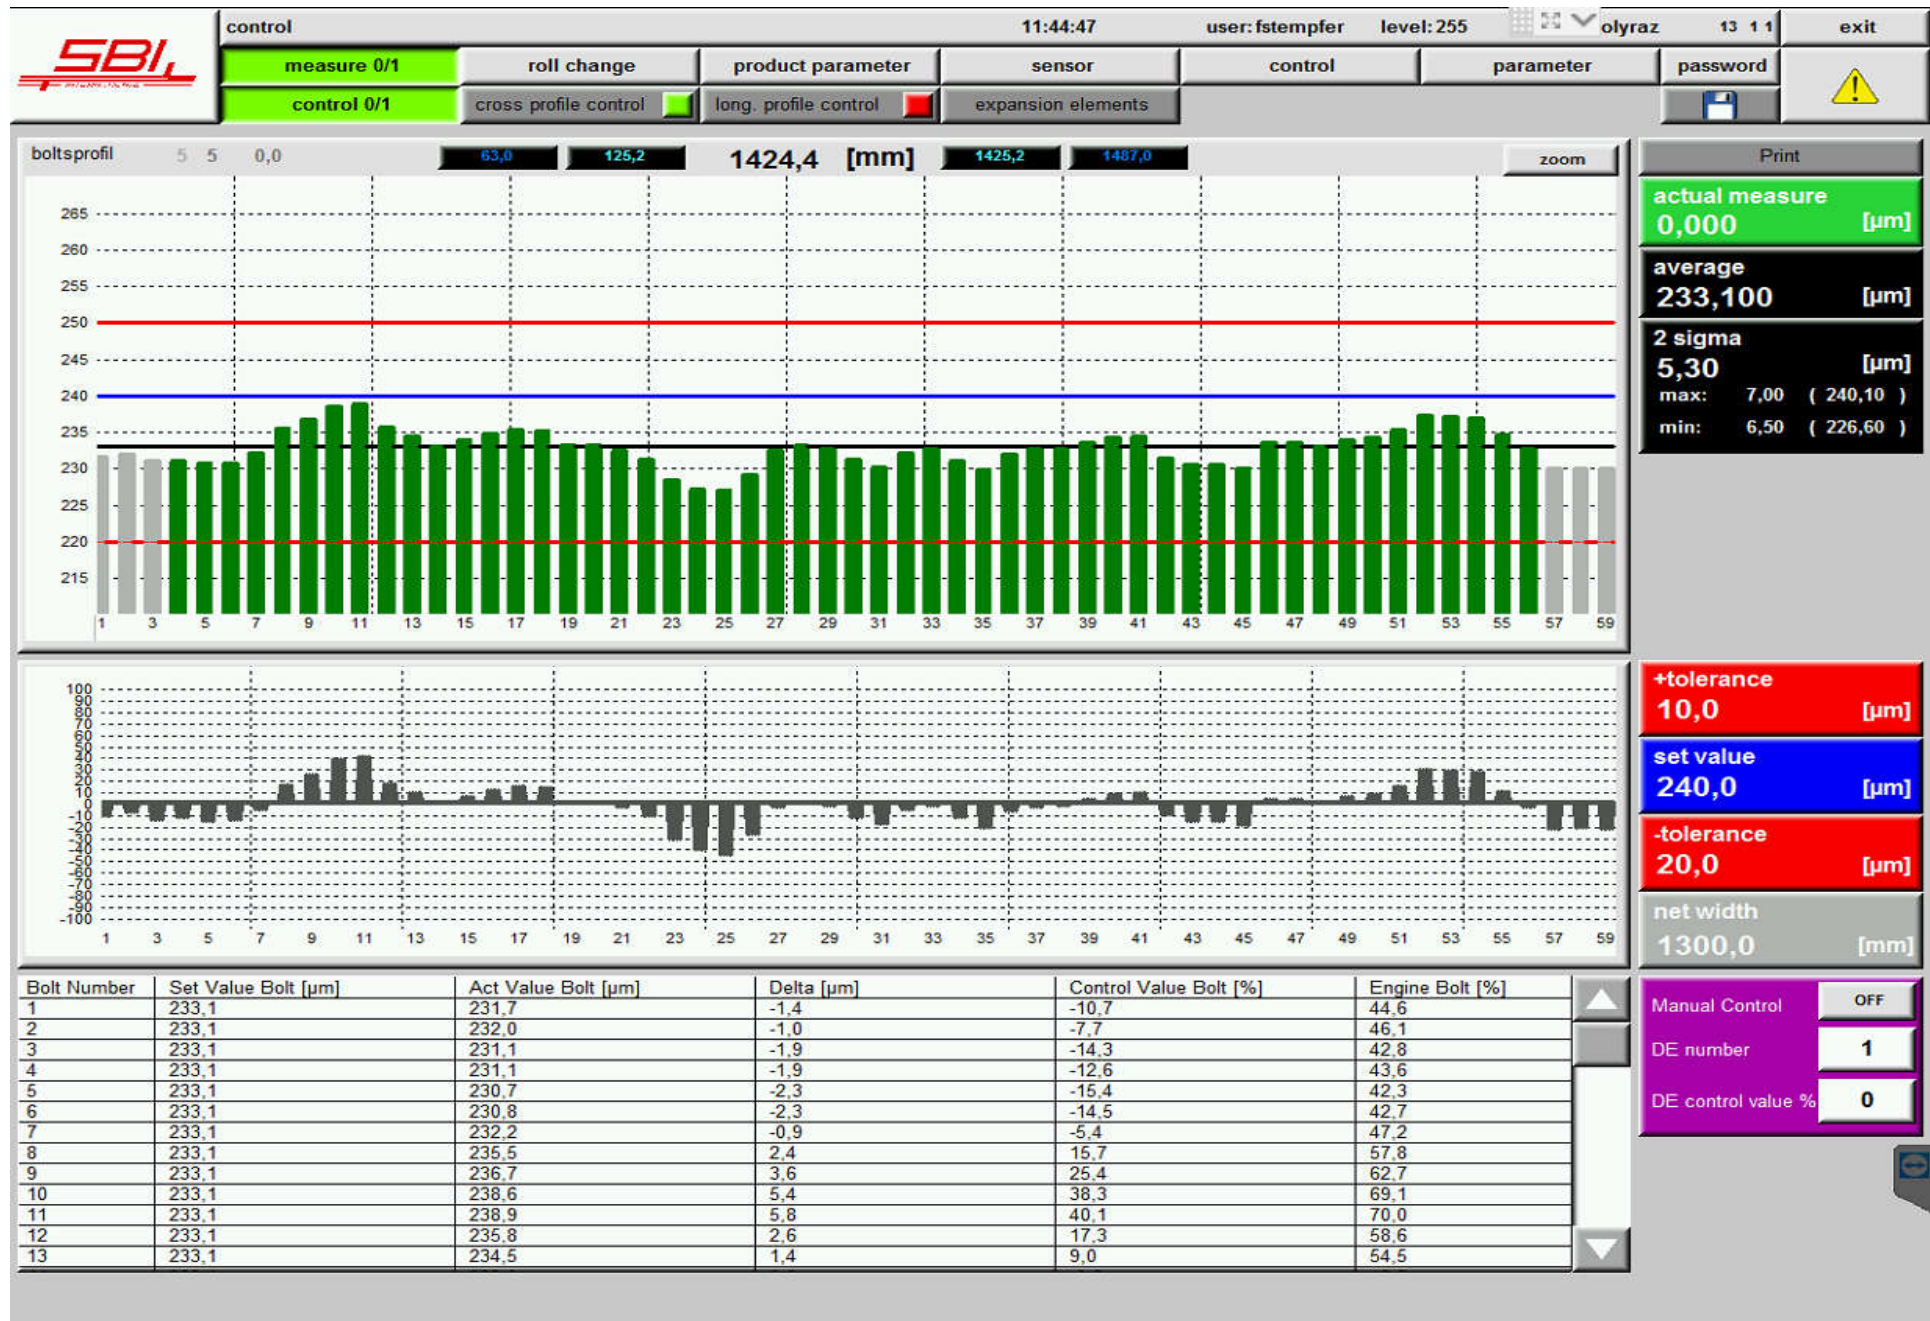 SBI
control 11:44:47 user: fstempfer level: 255 olyraz 13 1 1 exit
measure 0/1 roll change product parameter sensor control parameter password
control 0/1 cross profile control long. profile control expansion elements
boltsprofil 5 5 0,0 63,0 125,2 1424,4 [mm] 1425,2 1487,0 zoom
265
260
255
250
245
240
235
230
225
220
215
1 3 5 7 9 11 13 15 17 19 21 23 25 27 29 31 33 35 37 39 41 43 45 47 49 51 53 55 57 59
Print
actual measure
0,000 [µm]
average
233,100 [µm]
2 sigma
5,30 [µm]
max: 7,00 ( 240,10 )
min: 6,50 ( 226,60 )
100
90
80
70
60
50
40
30
20
10
0
-10
-20
-30
-40
-50
-60
-70
-80
-90
-100
1 3 5 7 9 11 13 15 17 19 21 23 25 27 29 31 33 35 37 39 41 43 45 47 49 51 53 55 57 59
+tolerance
10,0 [µm]
set value
240,0 [µm]
-tolerance
20,0 [µm]
net width
1300,0 [mm]
Bolt Number Set Value Bolt [µm] Act Value Bolt [µm] Delta [µm] Control Value Bolt [%] Engine Bolt [%]
1 233,1 231,7 -1,4 -10,7 44,6
2 233,1 232,0 -1,0 -7,7 46,1
3 233,1 231,1 -1,9 -14,3 42,8
4 233,1 231,1 -1,9 -12,6 43,6
5 233,1 230,7 -2,3 -15,4 42,3
6 233,1 230,8 -2,3 -14,5 42,7
7 233,1 232,2 -0,9 -5,4 47,2
8 233,1 235,5 2,4 15,7 57,8
9 233,1 236,7 3,6 25,4 62,7
10 233,1 238,6 5,4 38,3 69,1
11 233,1 238,9 5,8 40,1 70,0
12 233,1 235,8 2,6 17,3 58,6
13 233,1 234,5 1,4 9,0 54,5
Manual Control OFF
DE number 1
DE control value % 0